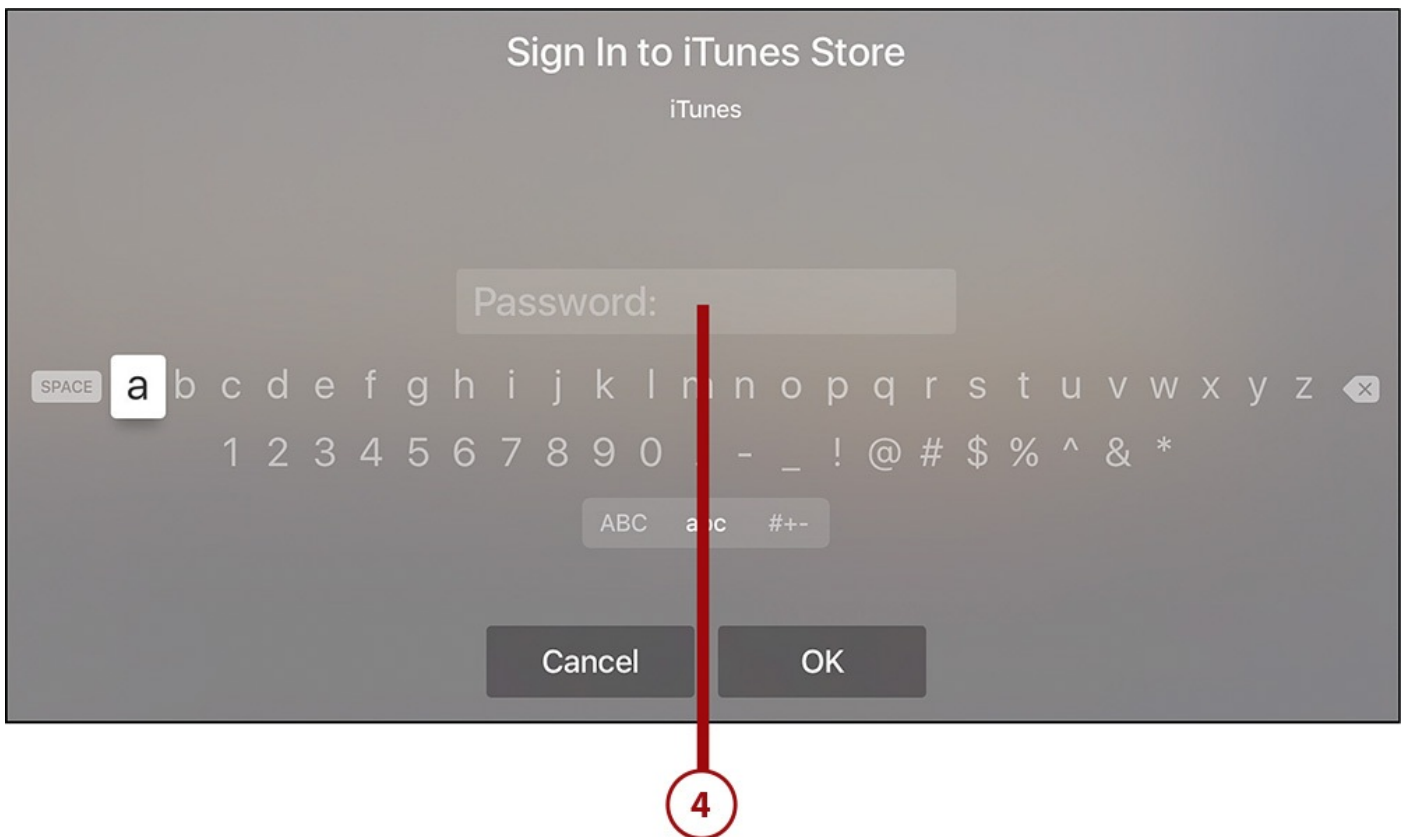 Sign In to iTunes Store
iTunes
Password:
SPACE a b c d e f g h i j k l m n o p q r s t u v w x y z
1 2 3 4 5 6 7 8 9 0 . - _ ! @ # $ % ^ & *
ABC abc #+-
Cancel OK
4